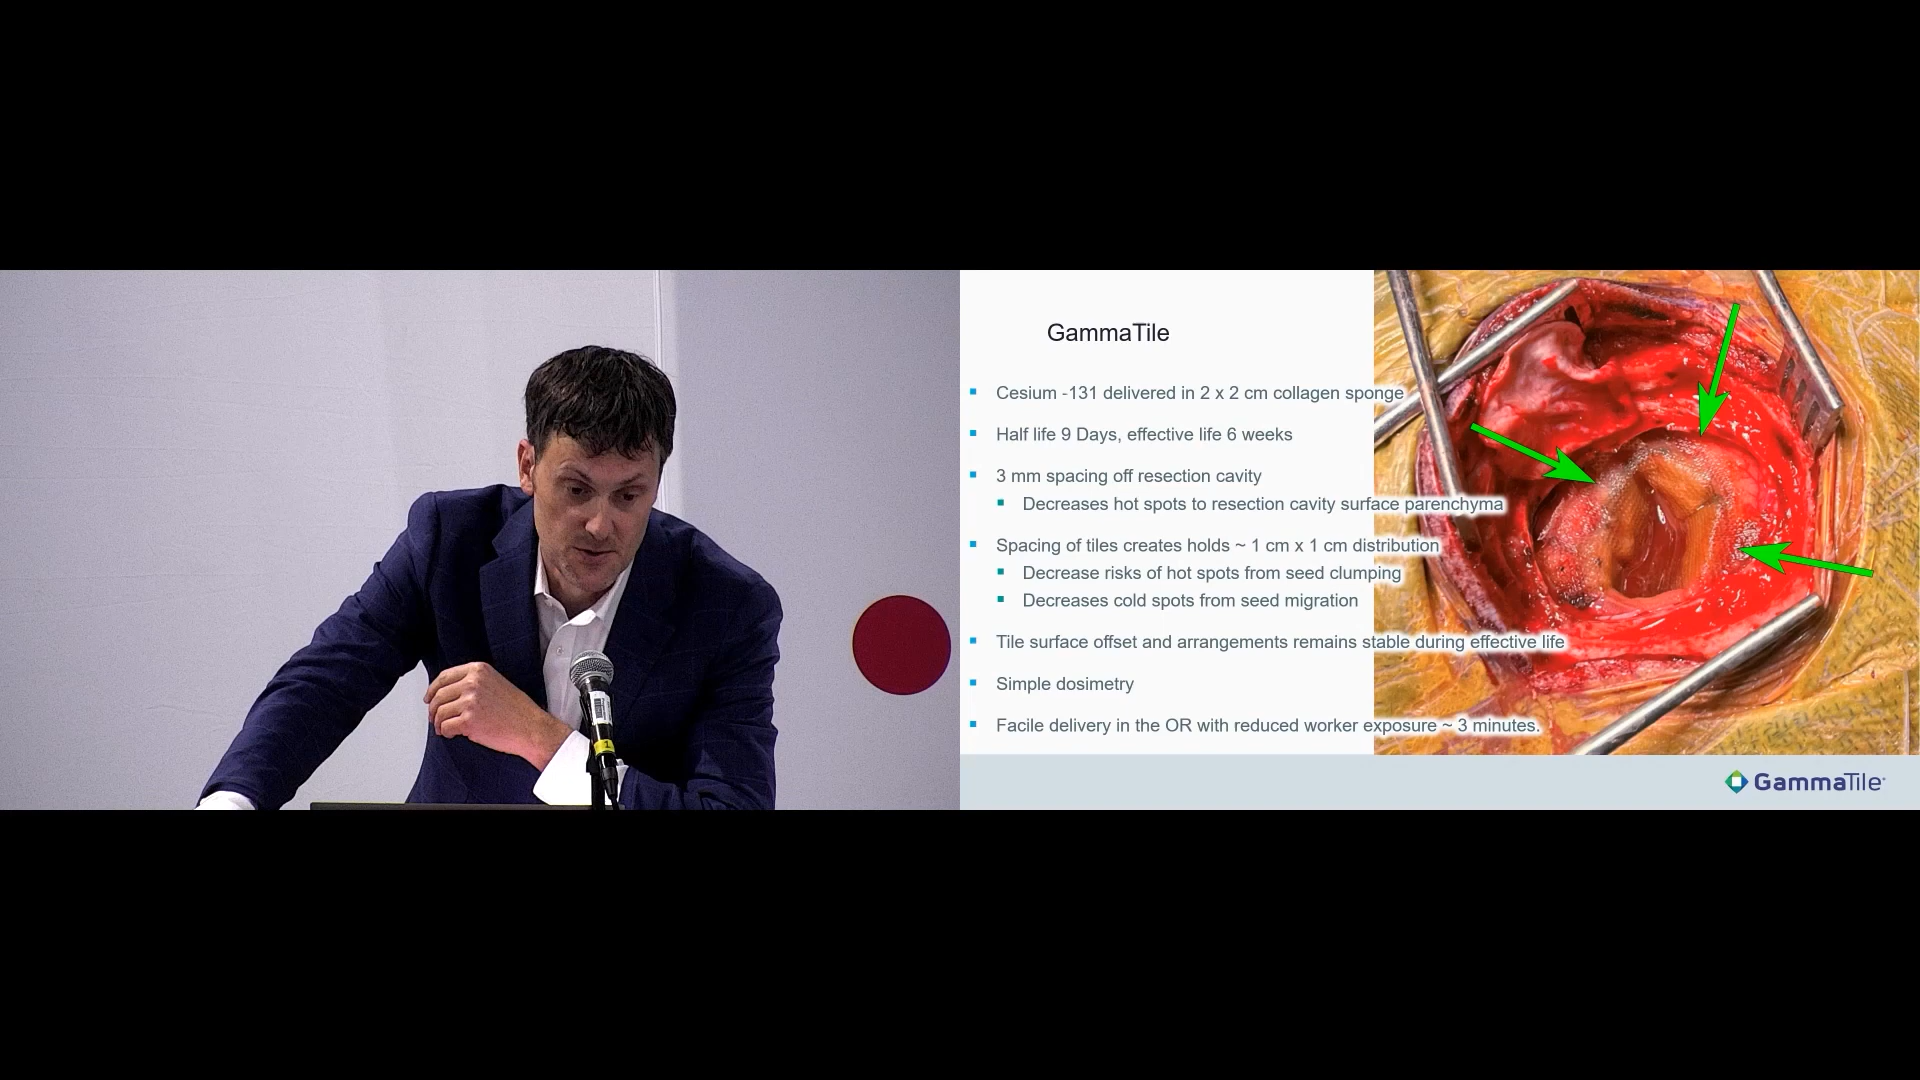 GammaTile
Cesium -131 delivered in 2 x 2 cm collagen sponge
Half life 9 Days, effective life 6 weeks
3 mm spacing off resection cavity
Decreases hot spots to resection cavity surface parenchyma
Spacing of tiles creates holds ~ 1 cm x 1 cm distribution
Decrease risks of hot spots from seed clumping
Decreases cold spots from seed migration
Tile surface offset and arrangements remains stable during effective life
Simple dosimetry
Facile delivery in the OR with reduced worker exposure ~ 3 minutes.
GammaTile
1